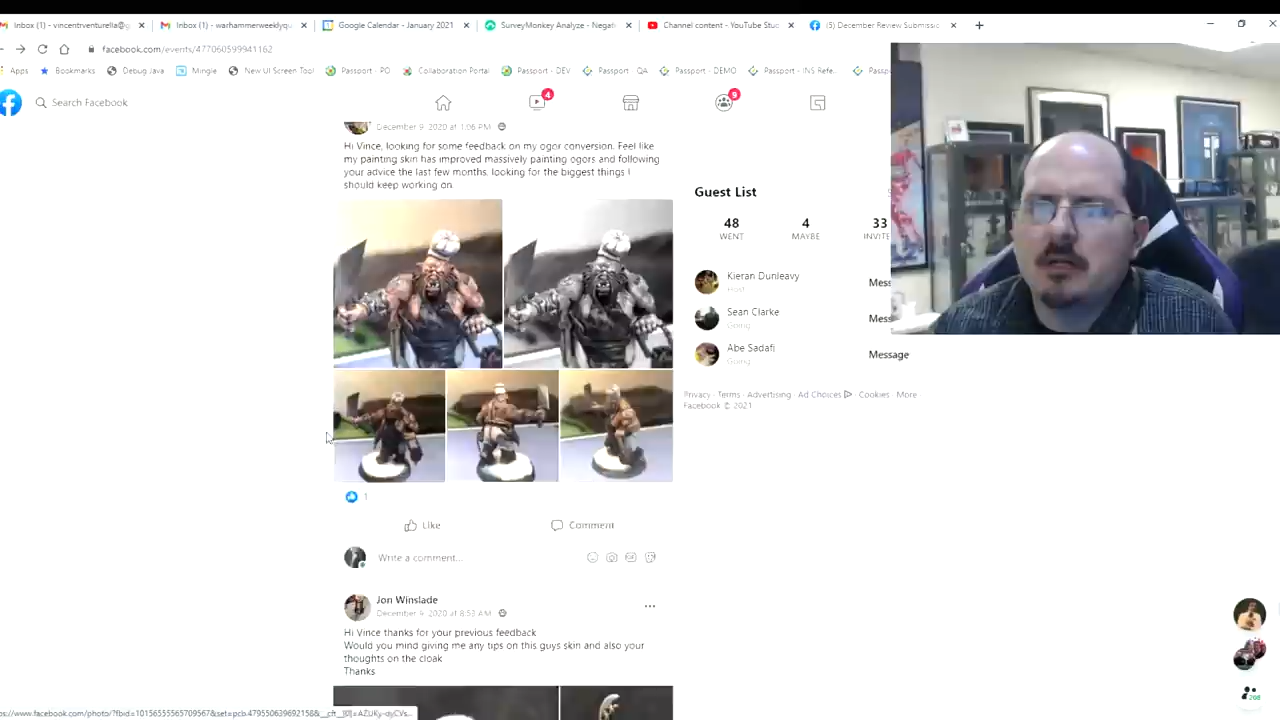 Inbox (1) - vincentrventurella@g
Inbox (1) - warhammerweeklyqu
Google Calendar - January 2021
SurveyMonkey Analyze - Negafi
Channel content - YouTube Stud
(5) December Review Submissio
facebook.com/events/477060599941162
Apps
Bookmarks
Debug Java
Mingle
New UI Screen Tool
Passport - PO
Collaboration Portal
Passport - DEV
Passport - QA
Passport - DEMO
Passport - INS Refe...
Passpo
Search Facebook
4
9
December 9, 2020 at 1:06 PM
Hi Vince, looking for some feedback on my ogor conversion. Feel like
my painting skin has improved massively painting ogors and following
your advice the last few months. looking for the biggest things I
should keep working on
1
Like
Comment
Write a comment...
Jon Winslade
December 9, 2020 at 8:53 AM
Hi Vince thanks for your previous feedback
Would you mind giving me any tips on this guys skin and also your
thoughts on the cloak
Thanks
Guest List
48
4
33
WENT
MAYBE
INVITE
Kieran Dunleavy
Host
Mess
Sean Clarke
Going
Mess
Abe Sadafi
Going
Message
Privacy · Terms · Advertising · Ad Choices · Cookies · More ·
Facebook © 2021
208